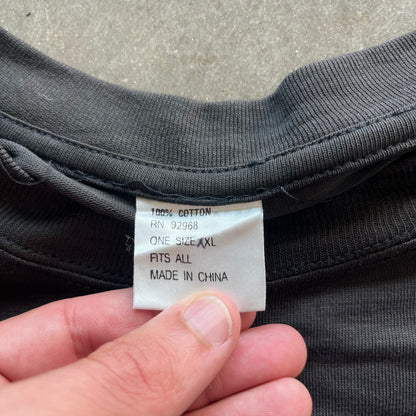 100% COTTON
RN 92968
ONE SIZE XXL
FITS ALL
MADE IN CHINA